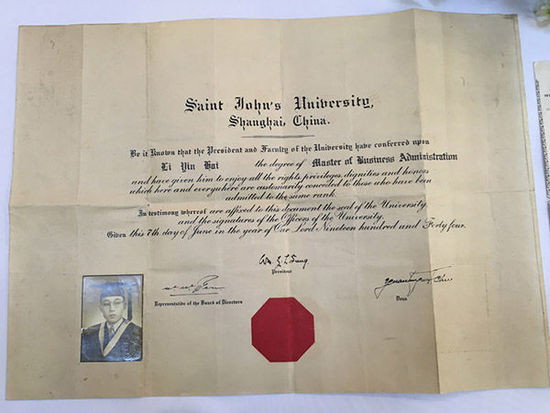 Saint John's University,
Shanghai, China.
Be it Known that the President and Faculty of the University have conferred upon
Li Yin Hai the degree of Master of Business Administration
and have given him to enjoy all the rights, privileges, dignities and honors
which here and everywhere are customarily conceded to those who have been
admitted to the same rank.
In testimony whereof are affixed to this document the seal of the University
and the signatures of the Officers of the University.
Given this 7th day of June in the year of Our Lord Nineteen hundred and Forty four.
President
Representative of the Board of Directors
Dean